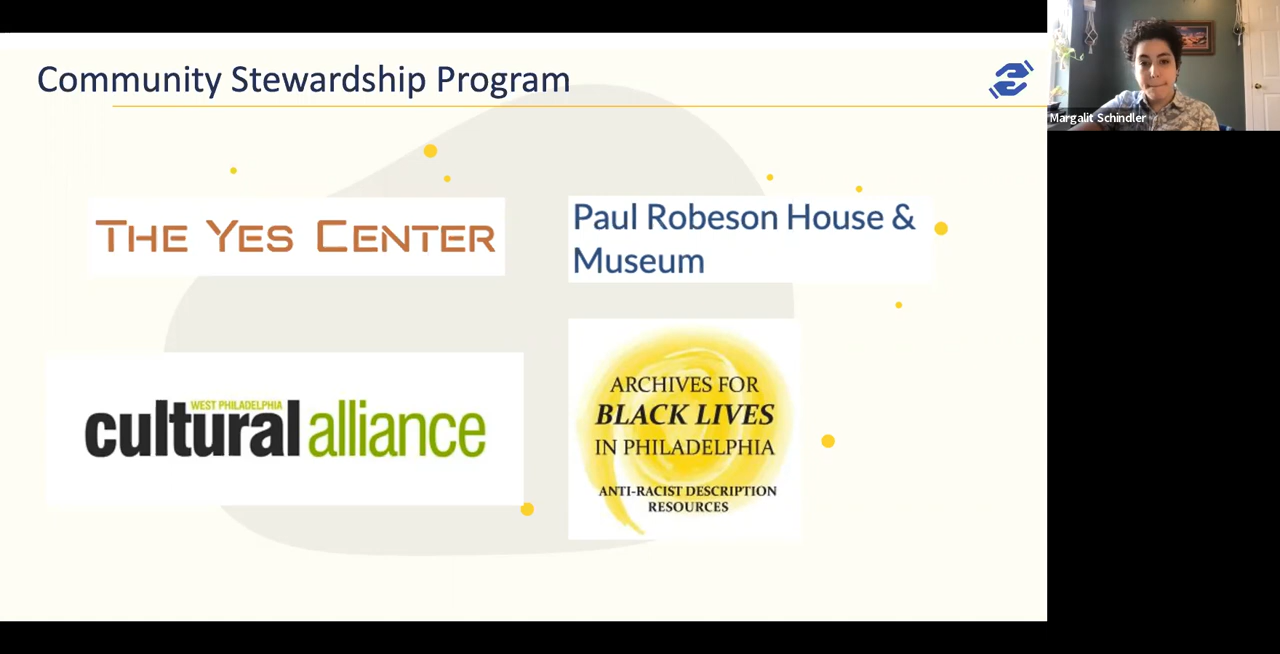 Community Stewardship Program
Margalit Schindler
THE YES CENTER
Paul Robeson House &
Museum
WEST PHILADELPHIA
cultural alliance
ARCHIVES FOR
BLACK LIVES
IN PHILADELPHIA
ANTI-RACIST DESCRIPTION
RESOURCES